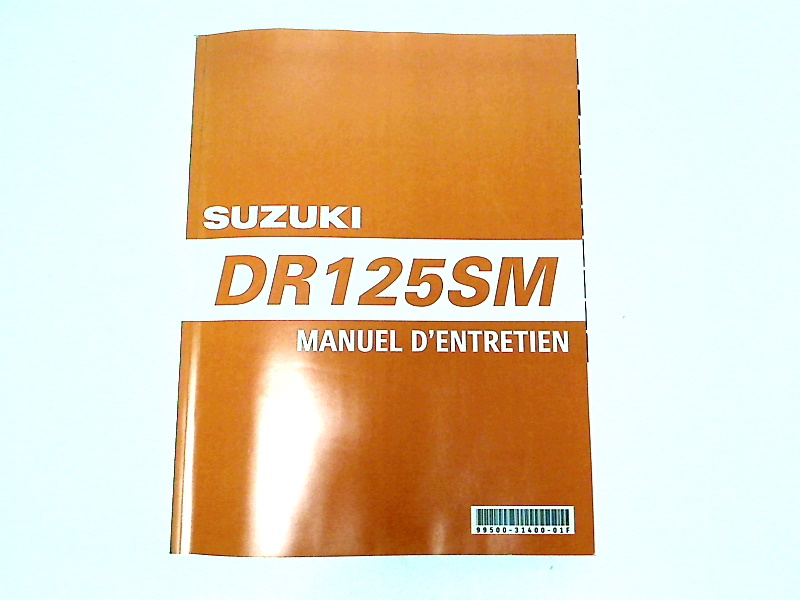 SUZUKI
DR125SM
MANUEL D'ENTRETIEN
99500-31400-01F